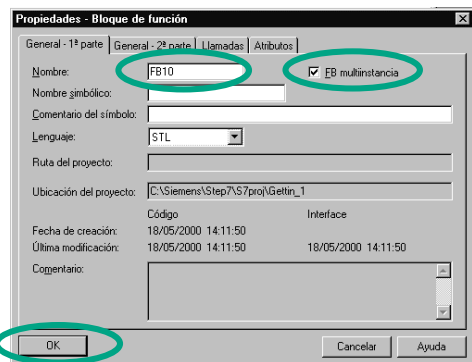 Propiedades - Bloque de función
General - 1ª parte General - 2ª parte Llamadas Atributos
Nombre: FB10 FB multiinstancia
Nombre simbólico:
Comentario del símbolo:
Lenguaje: STL
Ruta del proyecto:
Ubicación del proyecto: C:\Siemens\Step7\S7proj\Gettin_1
Código Interface
Fecha de creación: 18/05/2000 14:11:50
Última modificación: 18/05/2000 14:11:50 18/05/2000 14:11:50
Comentario:
OK Cancelar Ayuda